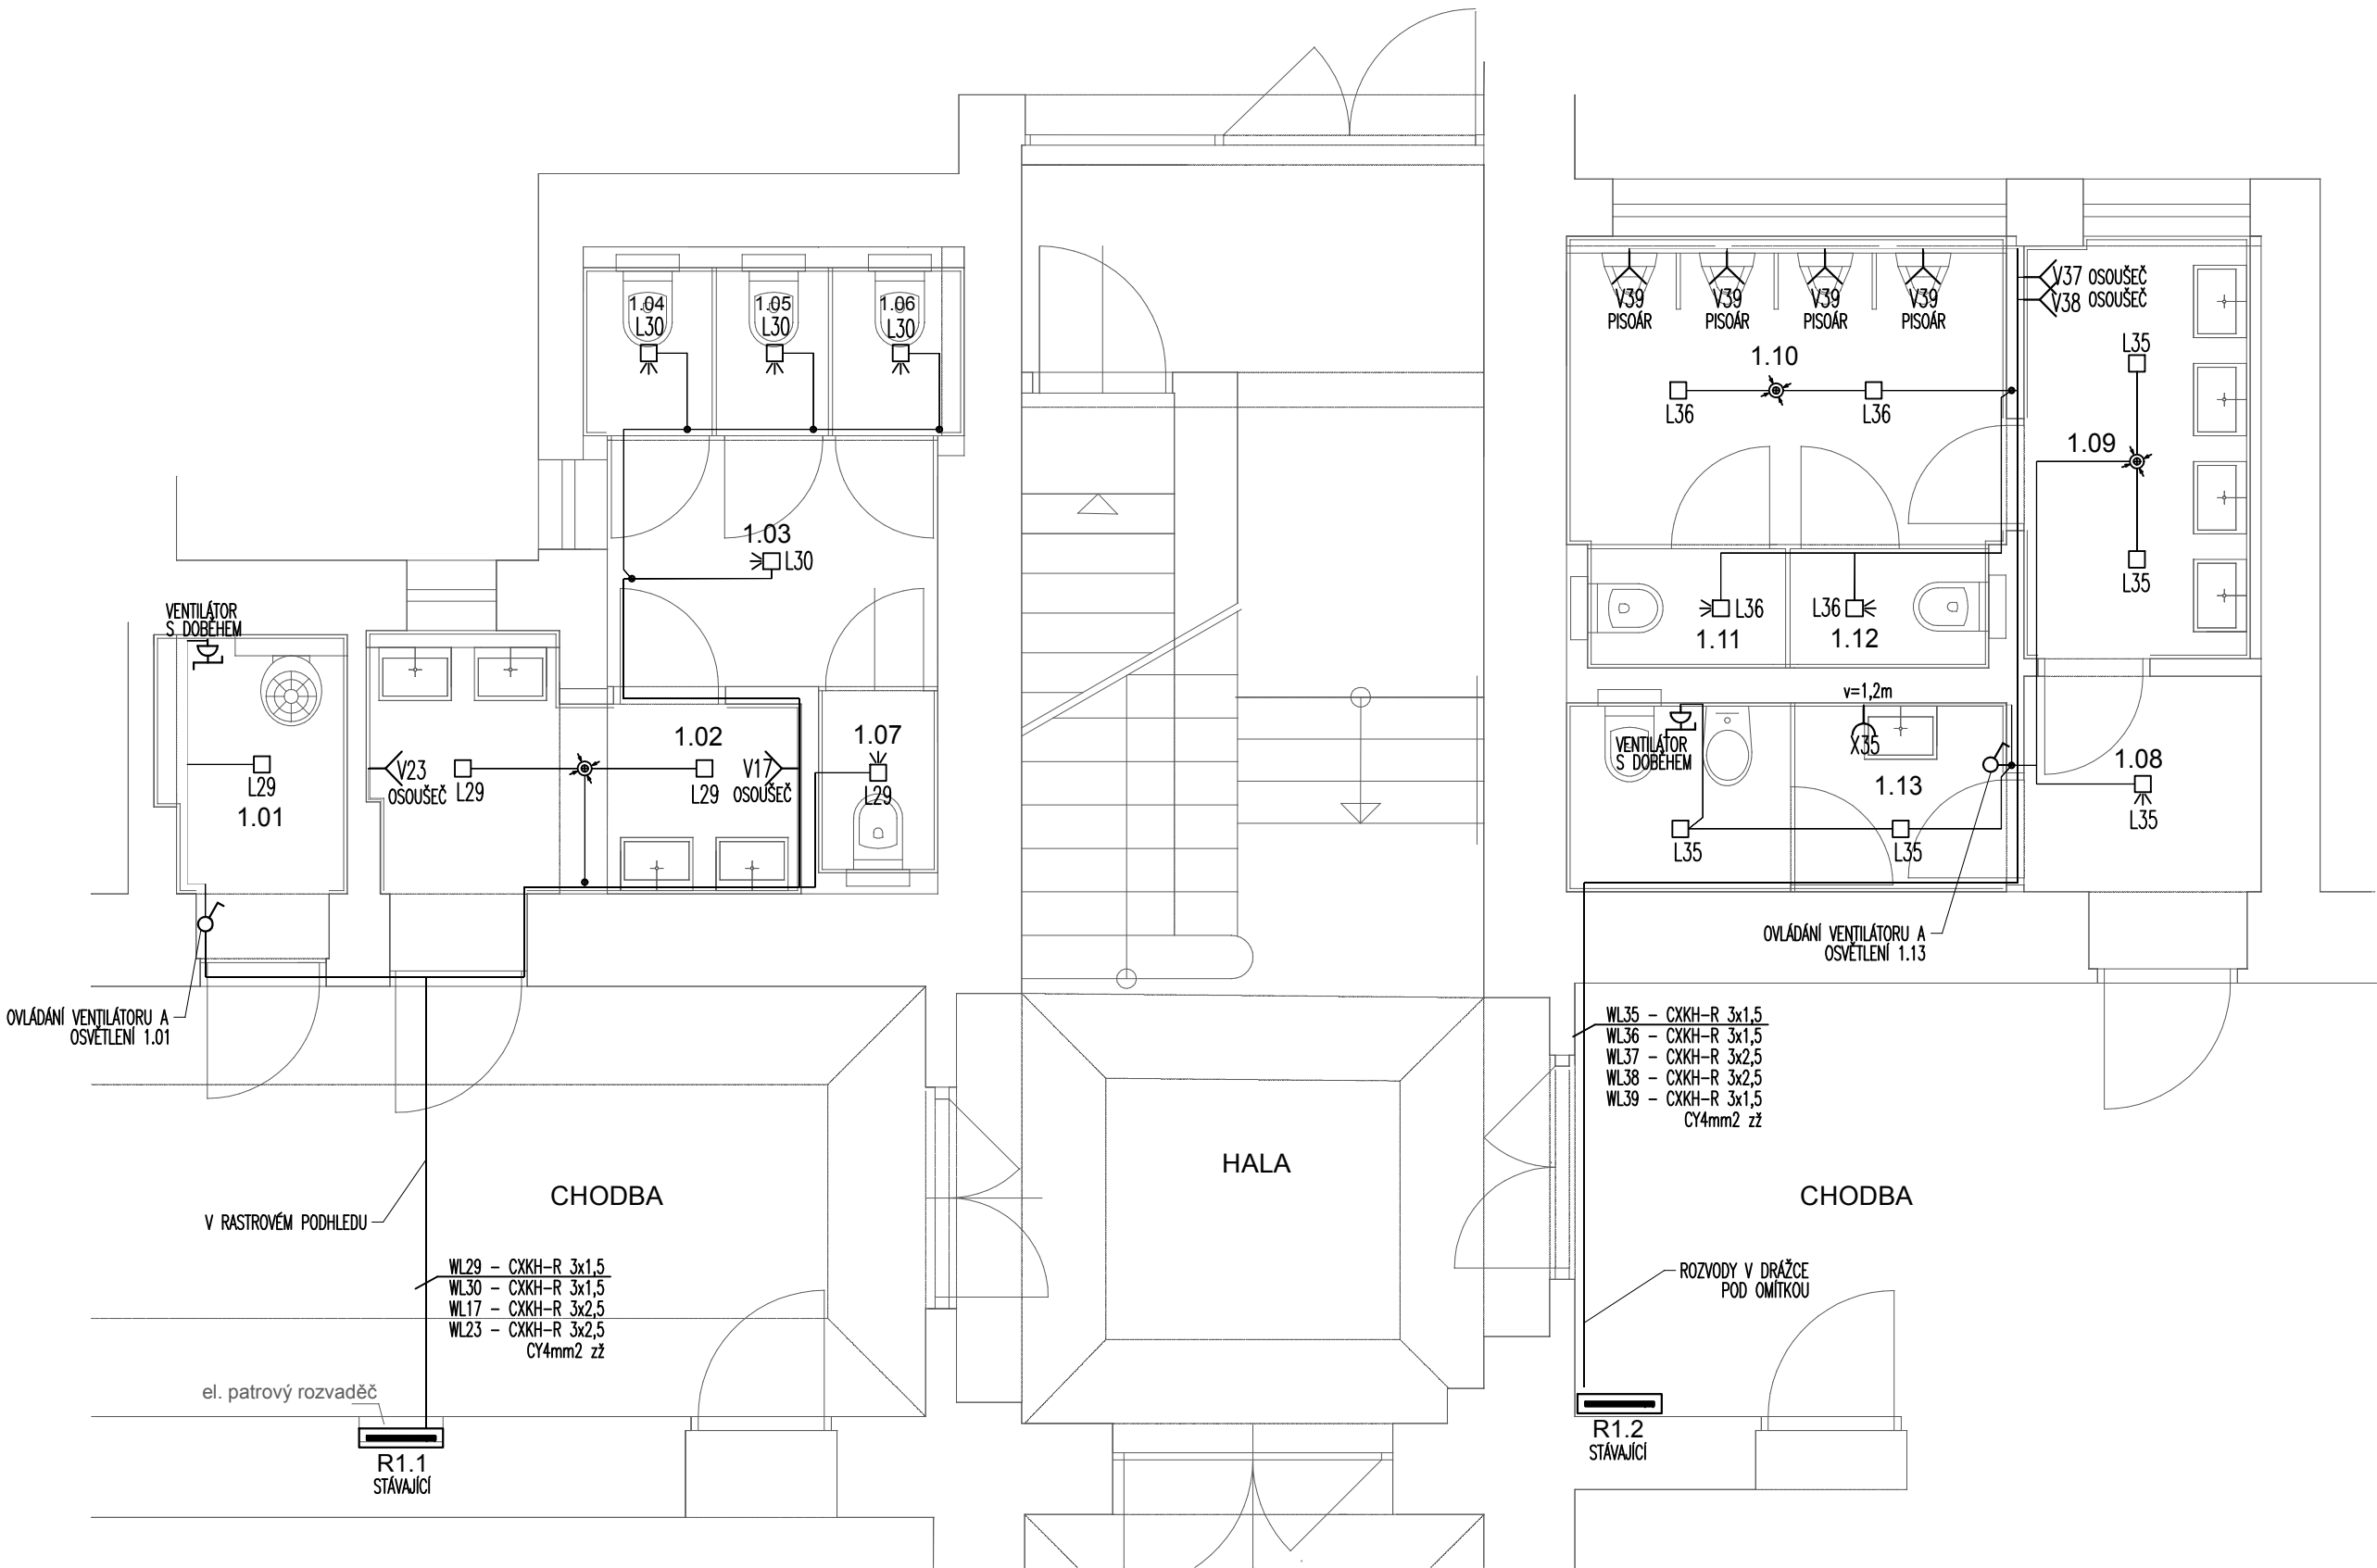 1.04
L30
1.05
L30
1.06
L30
1.03
L30
VENTILÁTOR
S DOBĚHEM
L29
1.01
V23
OSOUŠEČ
L29
1.02
L29
V17
OSOUŠEČ
1.07
L29
OVLÁDÁNÍ VENTILÁTORU A
OSVĚTLENÍ 1.01
V RASTROVÉM PODHLEDU
CHODBA
WL29 - CXKH-R 3x1,5
WL30 - CXKH-R 3x1,5
WL17 - CXKH-R 3x2,5
WL23 - CXKH-R 3x2,5
CY4mm2 zž
el. patrový rozvaděč
R1.1
STÁVAJÍCÍ
HALA
V39
PISOÁR
V39
PISOÁR
V39
PISOÁR
V39
PISOÁR
V37 OSOUŠEČ
V38 OSOUŠEČ
1.10
L36
L36
L35
1.09
L35
L36
1.11
L36
1.12
v=1,2m
VENTILÁTOR
S DOBĚHEM
X35
1.13
L35
L35
1.08
L35
OVLÁDÁNÍ VENTILÁTORU A
OSVĚTLENÍ 1.13
WL35 - CXKH-R 3x1,5
WL36 - CXKH-R 3x1,5
WL37 - CXKH-R 3x2,5
WL38 - CXKH-R 3x2,5
WL39 - CXKH-R 3x1,5
CY4mm2 zž
CHODBA
ROZVODY V DRÁŽCE
POD OMÍTKOU
R1.2
STÁVAJÍCÍ